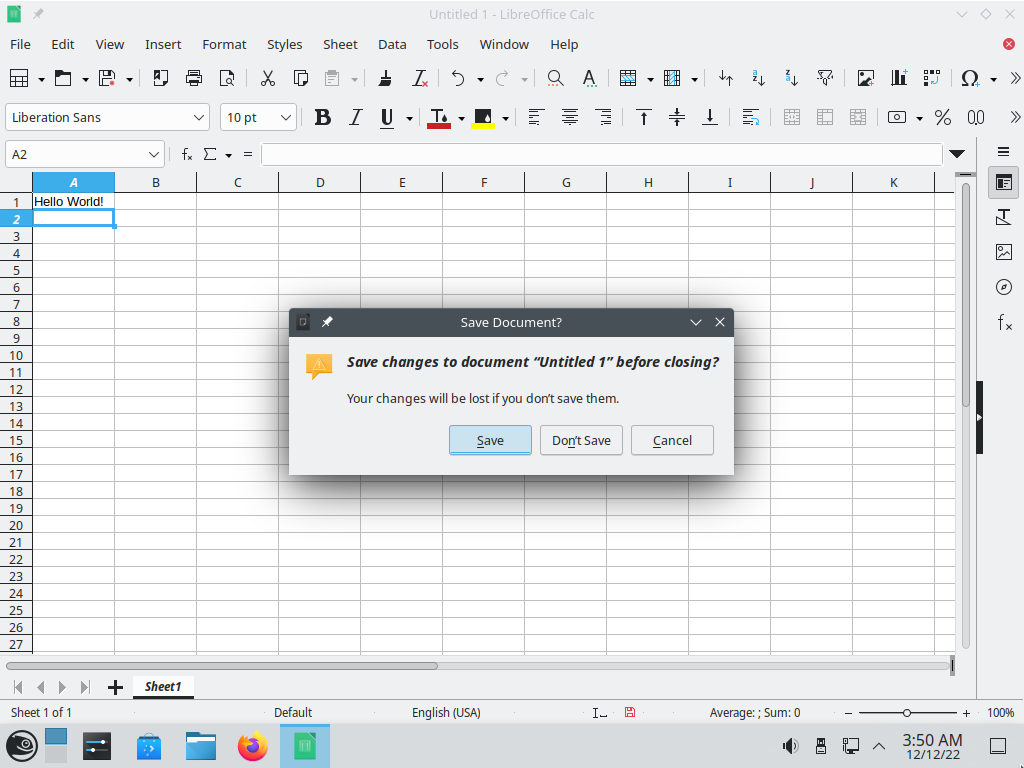 Untitled 1 - LibreOffice Calc
File Edit View Insert Format Styles Sheet Data Tools Window Help
Liberation Sans 10 pt
A2
A B C D E F G H I J K
1 Hello World!
2
3
4
5
6
7
8
9
10
11
12
13
14
15
16
17
18
19
20
21
22
23
24
25
26
27
Save Document?
Save changes to document “Untitled 1” before closing?
Your changes will be lost if you don’t save them.
Save Don’t Save Cancel
Sheet1
Sheet 1 of 1 Default English (USA) Average: ; Sum: 0 100%
3:50 AM
12/12/22